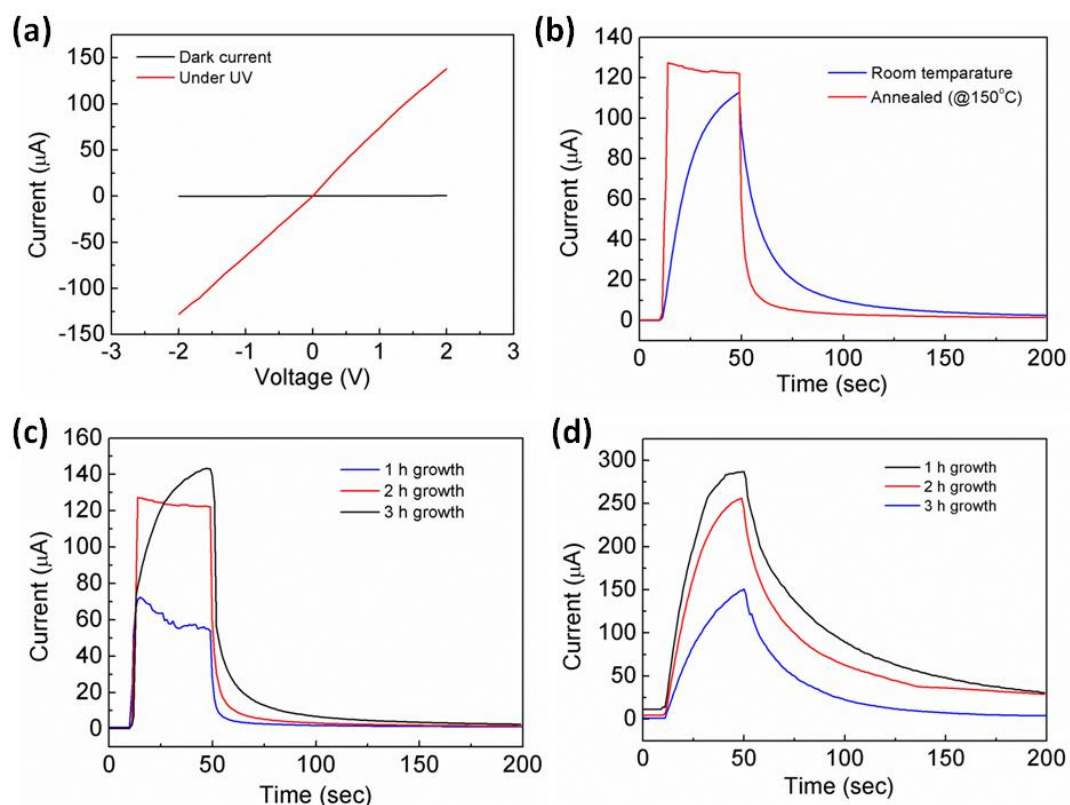 (a)
Dark current
Under UV
150
100
50
0
-50
-100
-150
Current (μA)
-3 -2 -1 0 1 2 3
Voltage (V)
(b)
Room temparature
Annealed (@150°C)
140
120
100
80
60
40
20
0
Current (μA)
0 50 100 150 200
Time (sec)
(c)
1 h growth
2 h growth
3 h growth
160
140
120
100
80
60
40
20
0
Current (μA)
0 50 100 150 200
Time (sec)
(d)
1 h growth
2 h growth
3 h growth
300
250
200
150
100
50
0
Current (μA)
0 50 100 150 200
Time (sec)